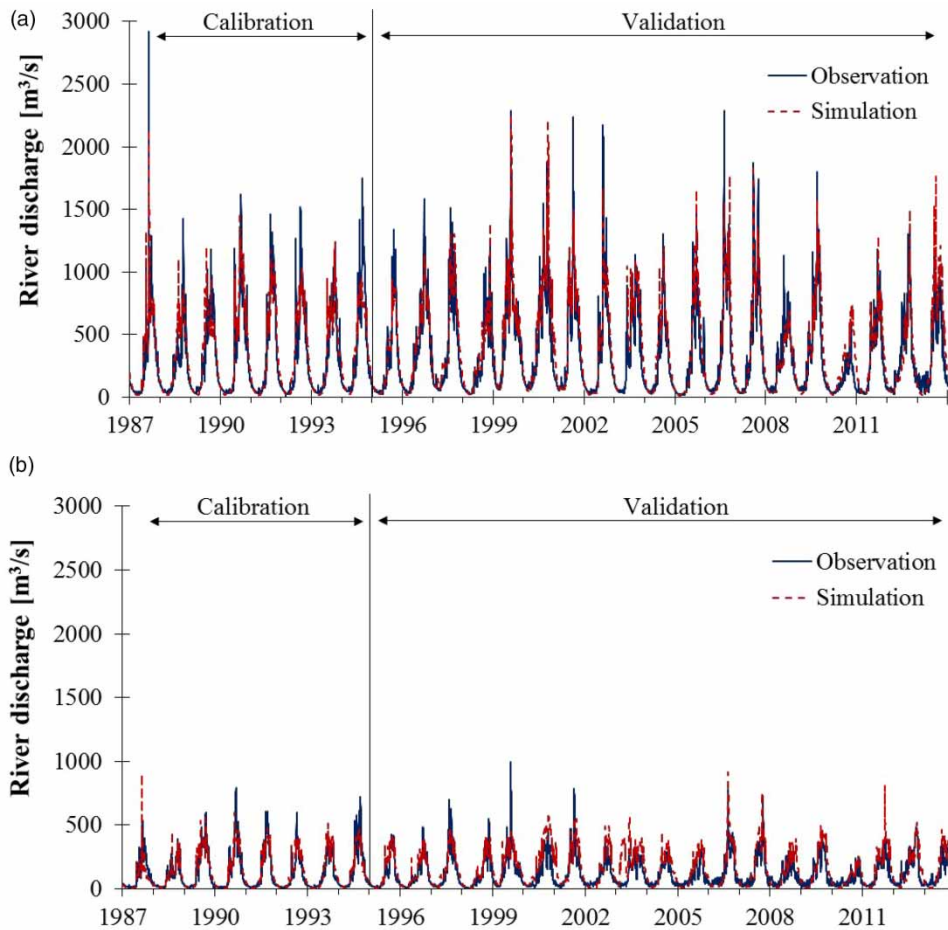 (a)
Calibration
Validation
Observation
Simulation
River discharge [m³/s]
3000
2500
2000
1500
1000
500
0
1987 1990 1993 1996 1999 2002 2005 2008 2011
(b)
Calibration
Validation
Observation
Simulation
River discharge [m³/s]
3000
2500
2000
1500
1000
500
0
1987 1990 1993 1996 1999 2002 2005 2008 2011